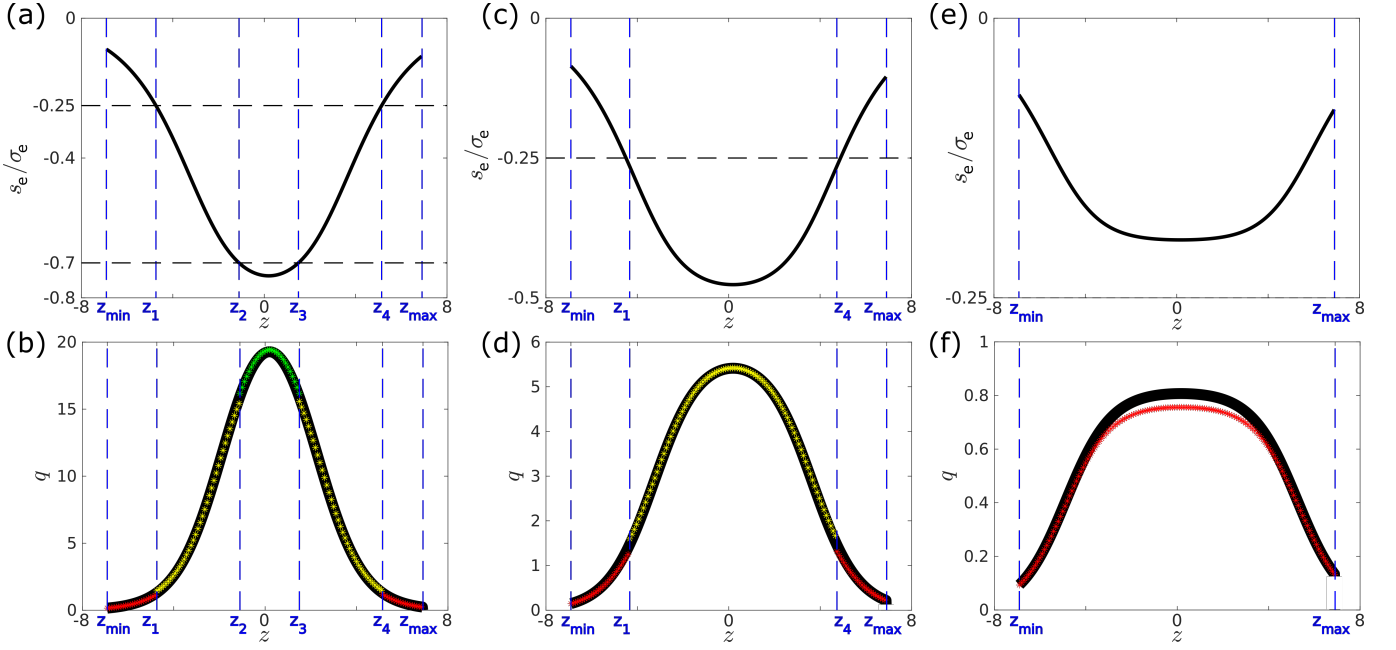 (a)
0
-0.25
-0.4
-0.7
-0.8
s_e/σ_e
-8
0
8
z_min
z_1
z_2
z_3
z_4
z_max
z
(c)
0
-0.25
-0.5
s_e/σ_e
-8
0
8
z_min
z_1
z_4
z_max
z
(e)
0
-0.25
s_e/σ_e
-8
0
8
z_min
z_max
z
(b)
20
15
10
5
0
q
-8
0
8
z_min
z_1
z_2
z_3
z_4
z_max
z
(d)
6
5
4
3
2
1
0
q
-8
0
8
z_min
z_1
z_4
z_max
z
(f)
1
0.8
0.6
0.4
0.2
0
q
-8
0
8
z_min
z_max
z